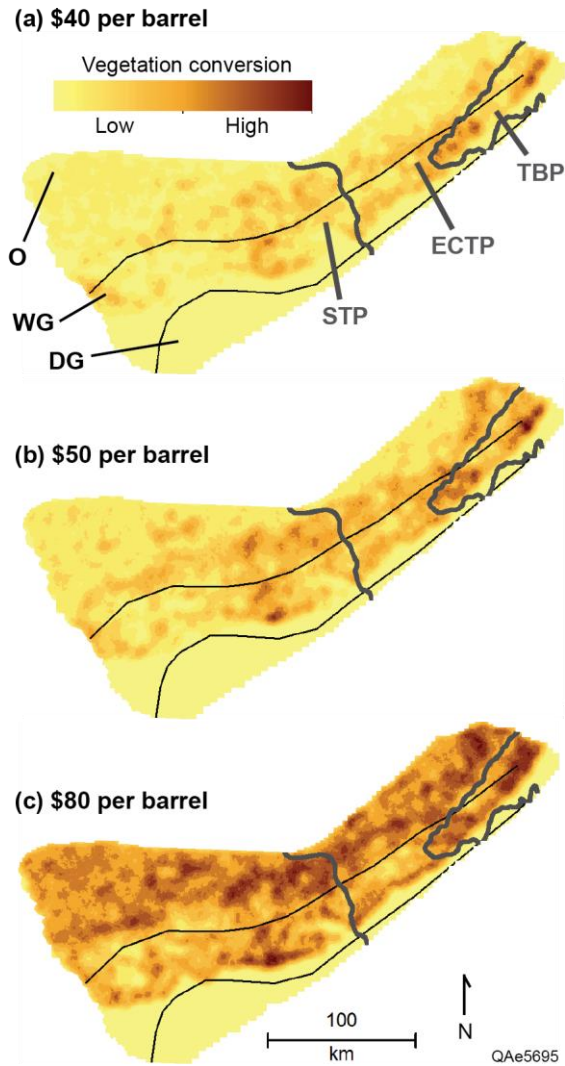 (a) $40 per barrel
Vegetation conversion
Low High
TBP
O
ECTP
WG
STP
DG
(b) $50 per barrel
(c) $80 per barrel
100
km
N
QAe5695